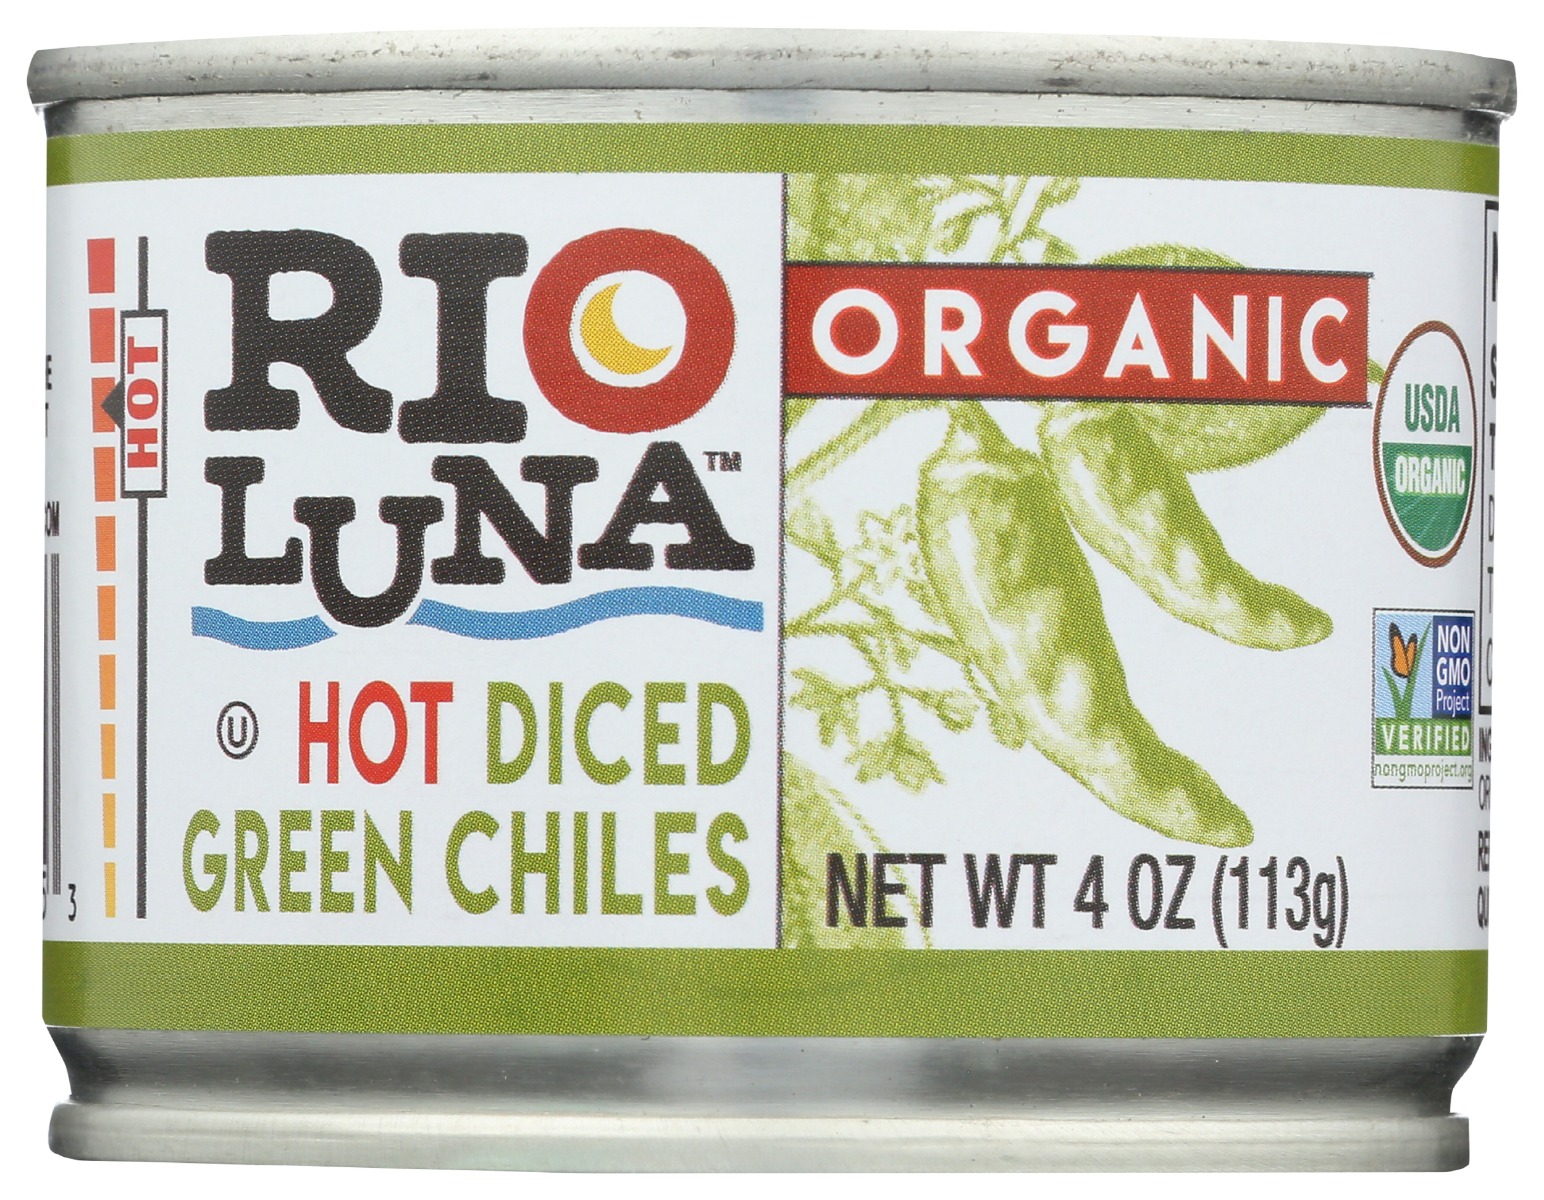 HOT
RIO
LUNA™
Ⓤ HOT DICED
GREEN CHILES
3
ORGANIC
NET WT 4 OZ (113g)
USDA
ORGANIC
NON
GMO
Project
VERIFIED
nongmoproject.org